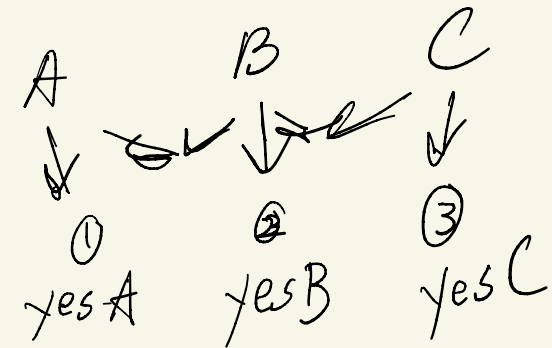 A B C
① ② ③
yesA yesB yesC